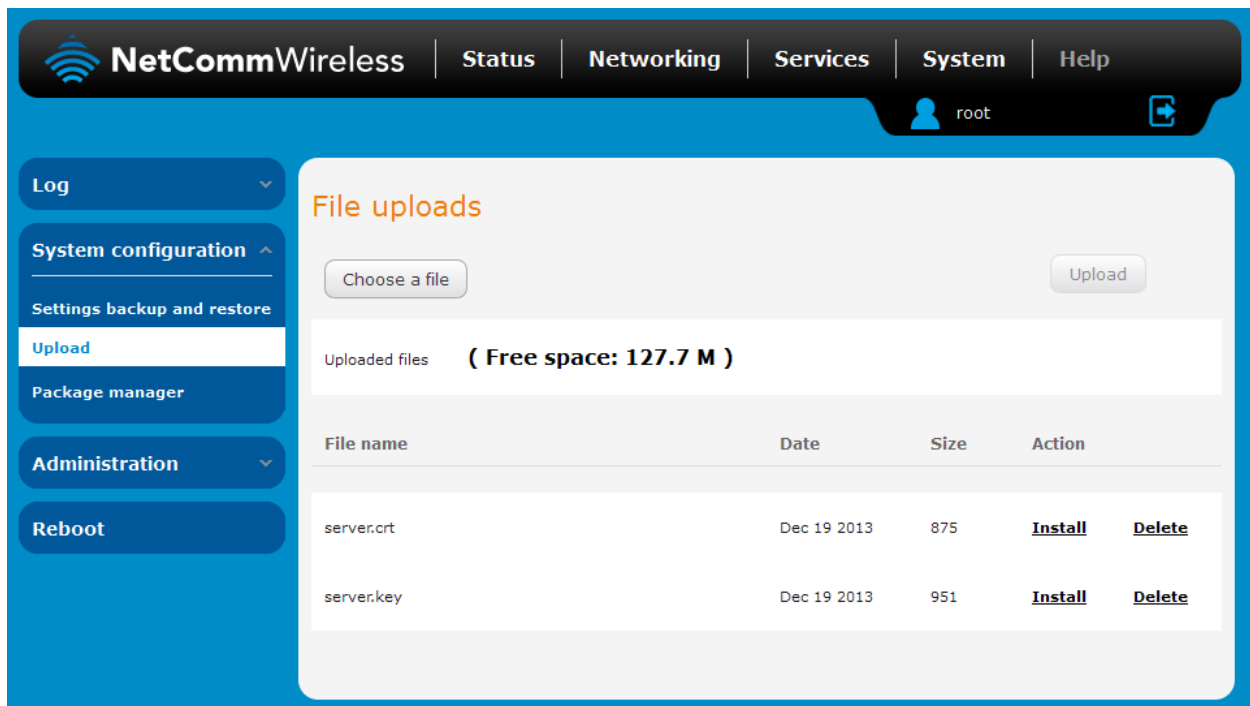 NetCommWireless Status Networking Services System Help
root
Log
System configuration
Settings backup and restore
Upload
Package manager
Administration
Reboot
File uploads
Choose a file Upload
Uploaded files ( Free space: 127.7 M )
File name Date Size Action
server.crt Dec 19 2013 875 Install Delete
server.key Dec 19 2013 951 Install Delete